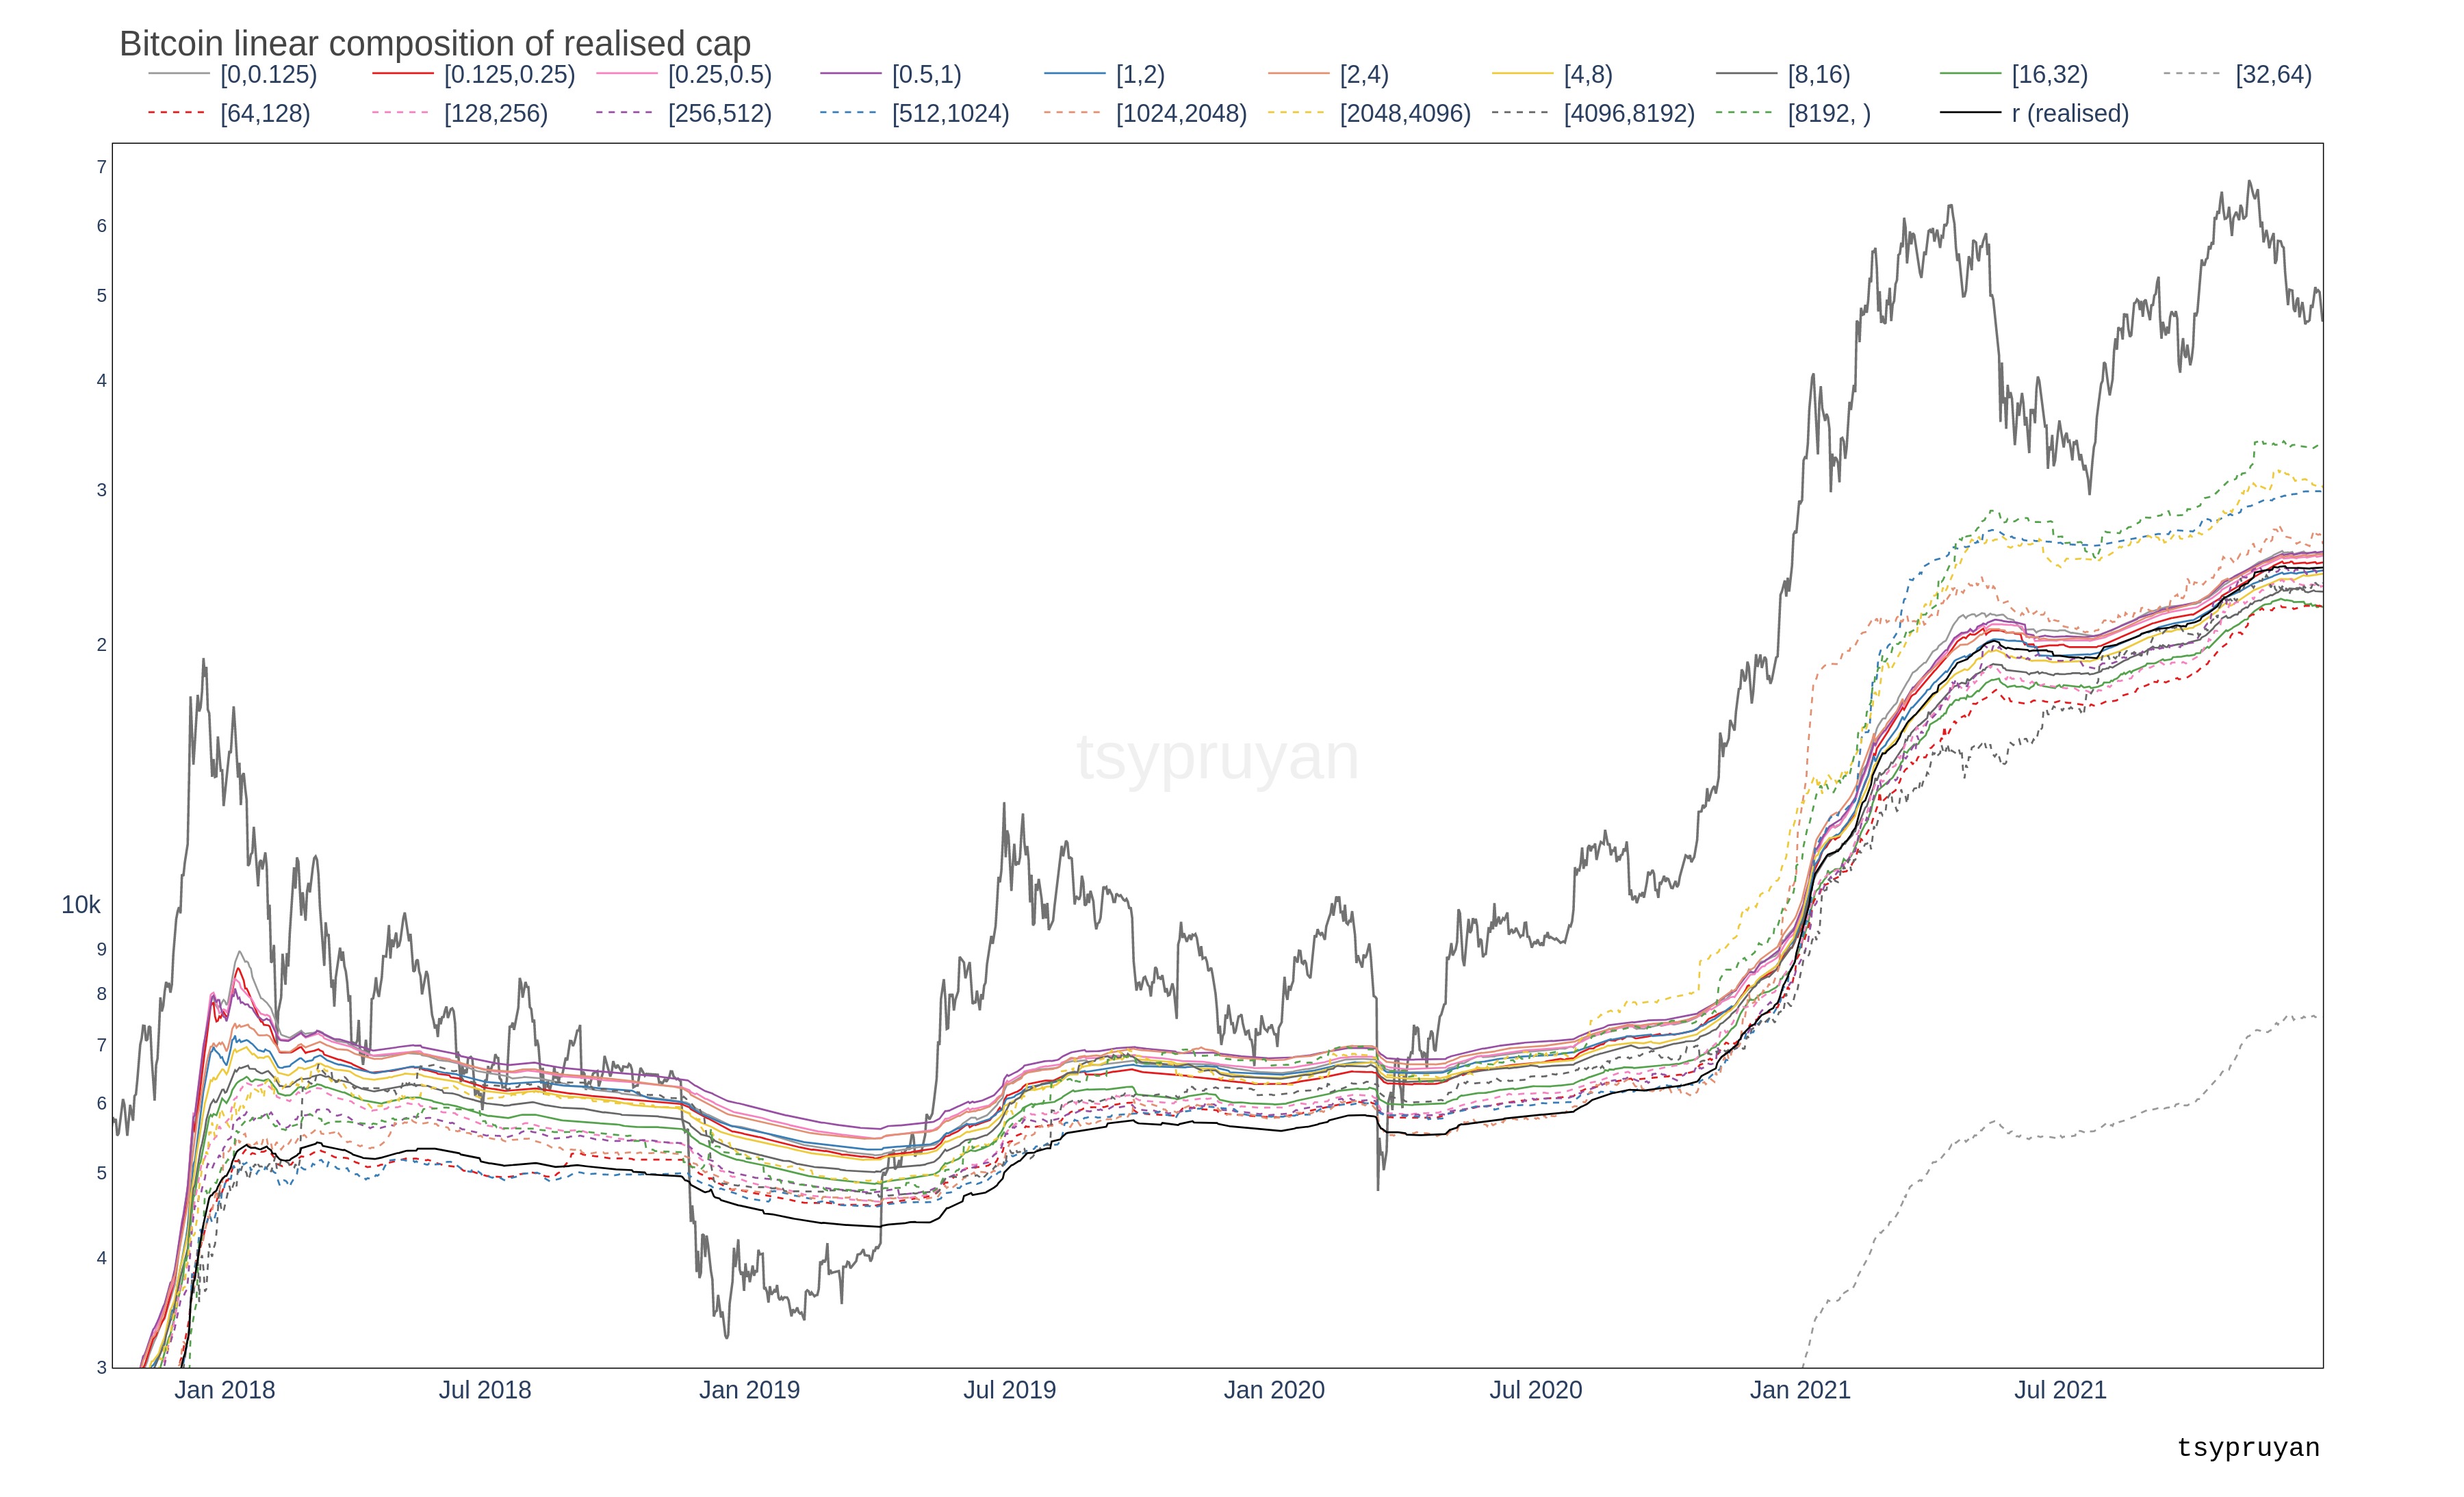 Bitcoin linear composition of realised cap
[0,0.125) [0.125,0.25) [0.25,0.5) [0.5,1) [1,2) [2,4) [4,8) [8,16) [16,32) [32,64)
[64,128) [128,256) [256,512) [512,1024) [1024,2048) [2048,4096) [4096,8192) [8192, ) r (realised)
7
6
5
4
3
2
tsypruyan
10k
9
8
7
6
5
4
3
Jan 2018 Jul 2018 Jan 2019 Jul 2019 Jan 2020 Jul 2020 Jan 2021 Jul 2021
tsypruyan